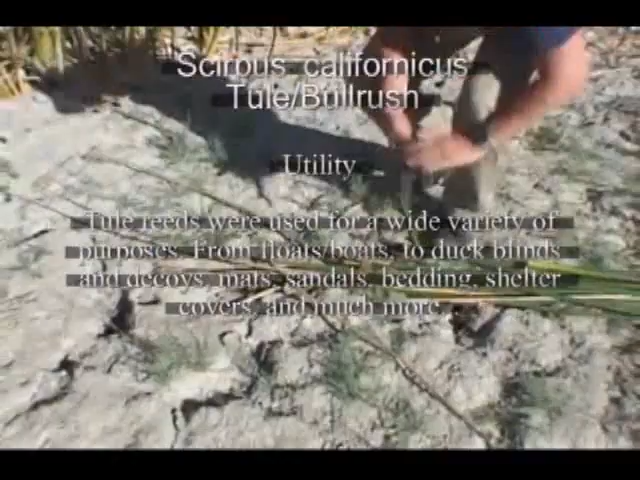 Scirpus californicus
Tule/Bullrush
Utility
Tule reeds were used for a wide variety of
purposes. From floats/boats, to duck blinds
and decoys, mats, sandals, bedding, shelter
covers, and much more.